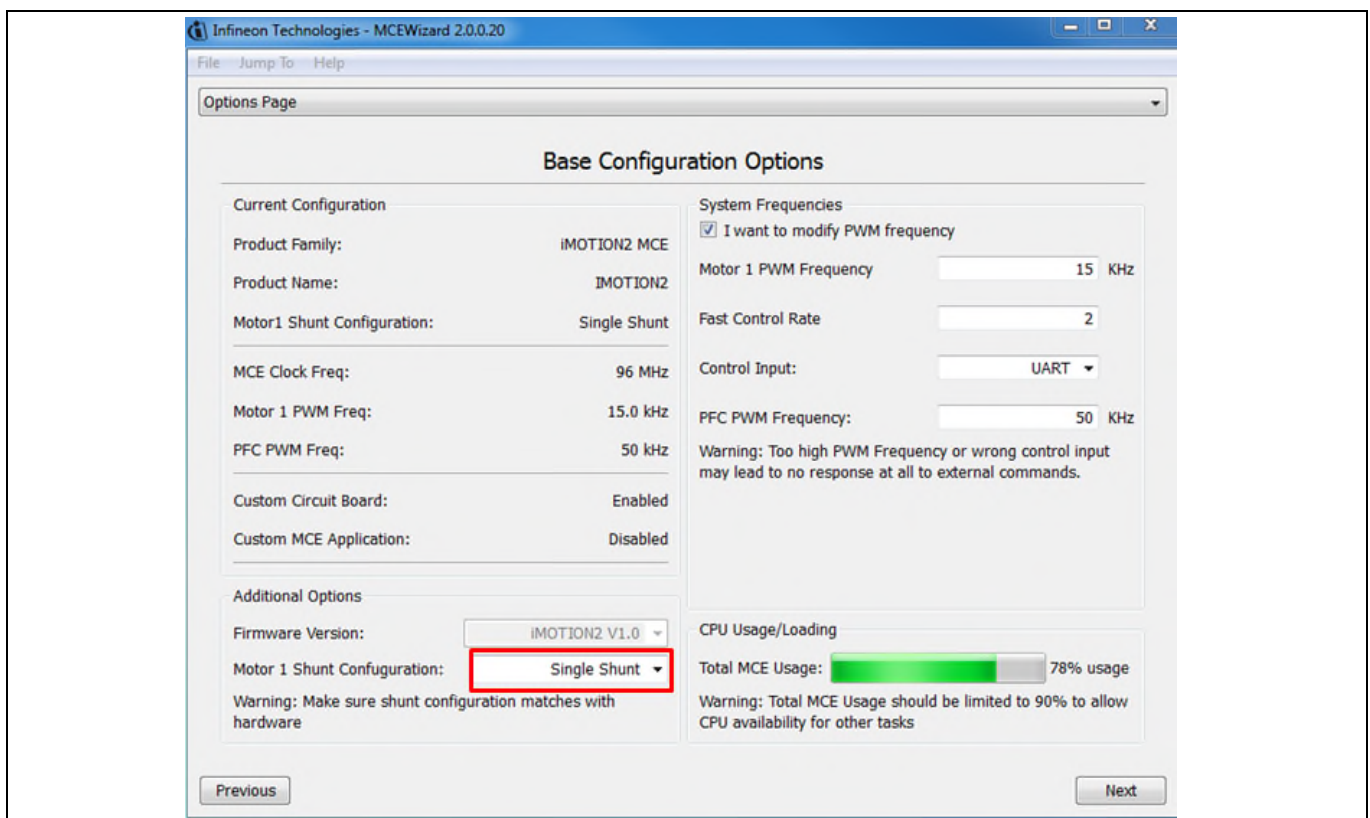 Infineon Technologies - MCEWizard 2.0.0.20
File Jump To Help
Options Page
Base Configuration Options
Current Configuration
Product Family: iMOTION2 MCE
Product Name: IMOTION2
Motor1 Shunt Configuration: Single Shunt
MCE Clock Freq: 96 MHz
Motor 1 PWM Freq: 15.0 kHz
PFC PWM Freq: 50 kHz
Custom Circuit Board: Enabled
Custom MCE Application: Disabled
Additional Options
Firmware Version: iMOTION2 V1.0
Motor 1 Shunt Confuguration: Single Shunt
Warning: Make sure shunt configuration matches with
hardware
System Frequencies
I want to modify PWM frequency
Motor 1 PWM Frequency 15 KHz
Fast Control Rate 2
Control Input: UART
PFC PWM Frequency: 50 KHz
Warning: Too high PWM Frequency or wrong control input
may lead to no response at all to external commands.
CPU Usage/Loading
Total MCE Usage: 78% usage
Warning: Total MCE Usage should be limited to 90% to allow
CPU availability for other tasks
Previous
Next